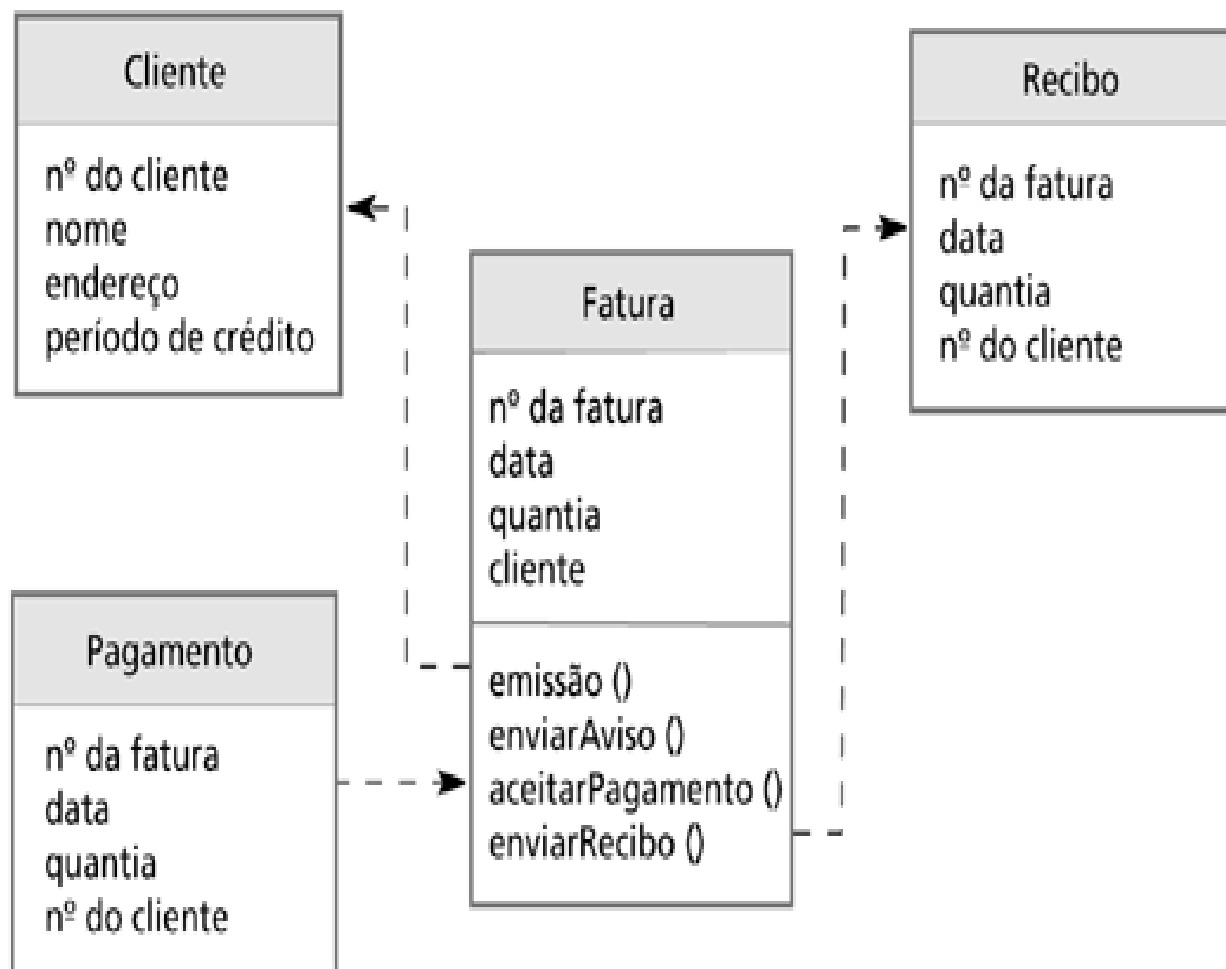 Cliente
nº do cliente
nome
endereço
período de crédito
Recibo
nº da fatura
data
quantia
nº do cliente
Fatura
nº da fatura
data
quantia
cliente
emissão ()
enviarAviso ()
aceitarPagamento ()
enviarRecibo ()
Pagamento
nº da fatura
data
quantia
nº do cliente